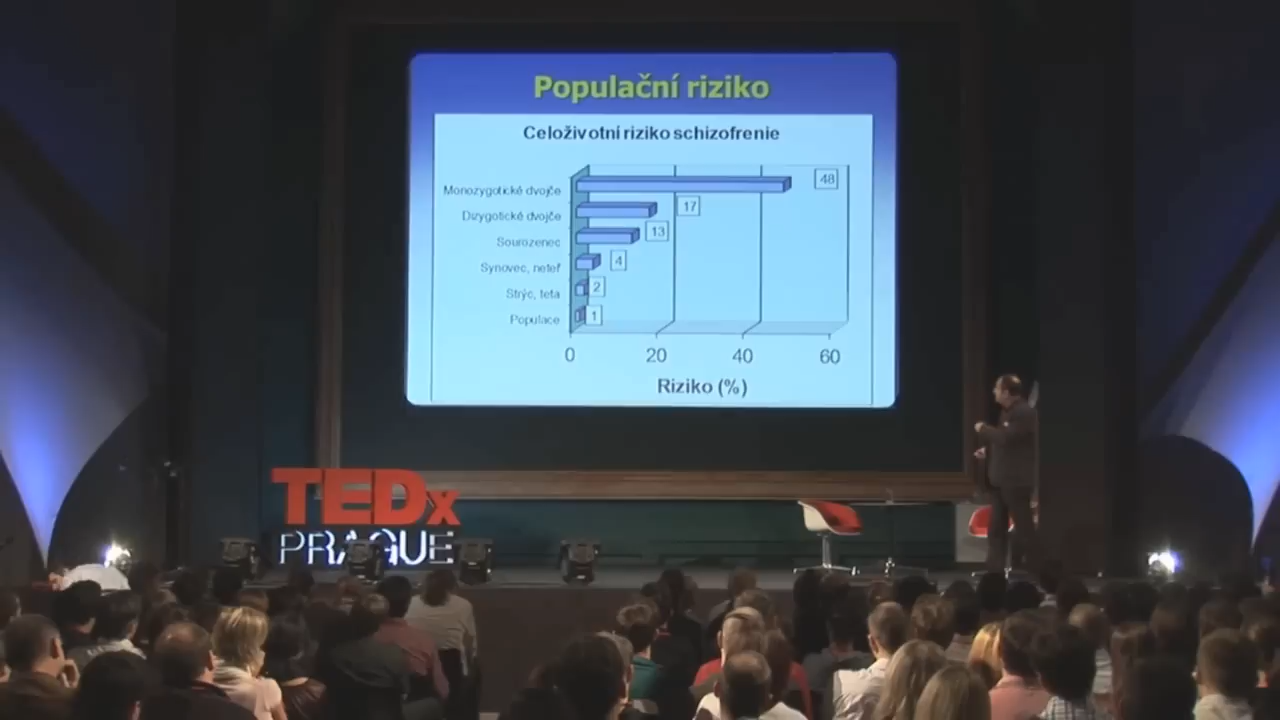 Populační riziko
Celoživotní riziko schizofrenie
Monozygotické dvojče
48
Dizygotické dvojče
17
Sourozenec
13
Synovec, neteř
4
Strýc, teta
2
Populace
1
0 20 40 60
Riziko (%)
TEDx
PRAGUE